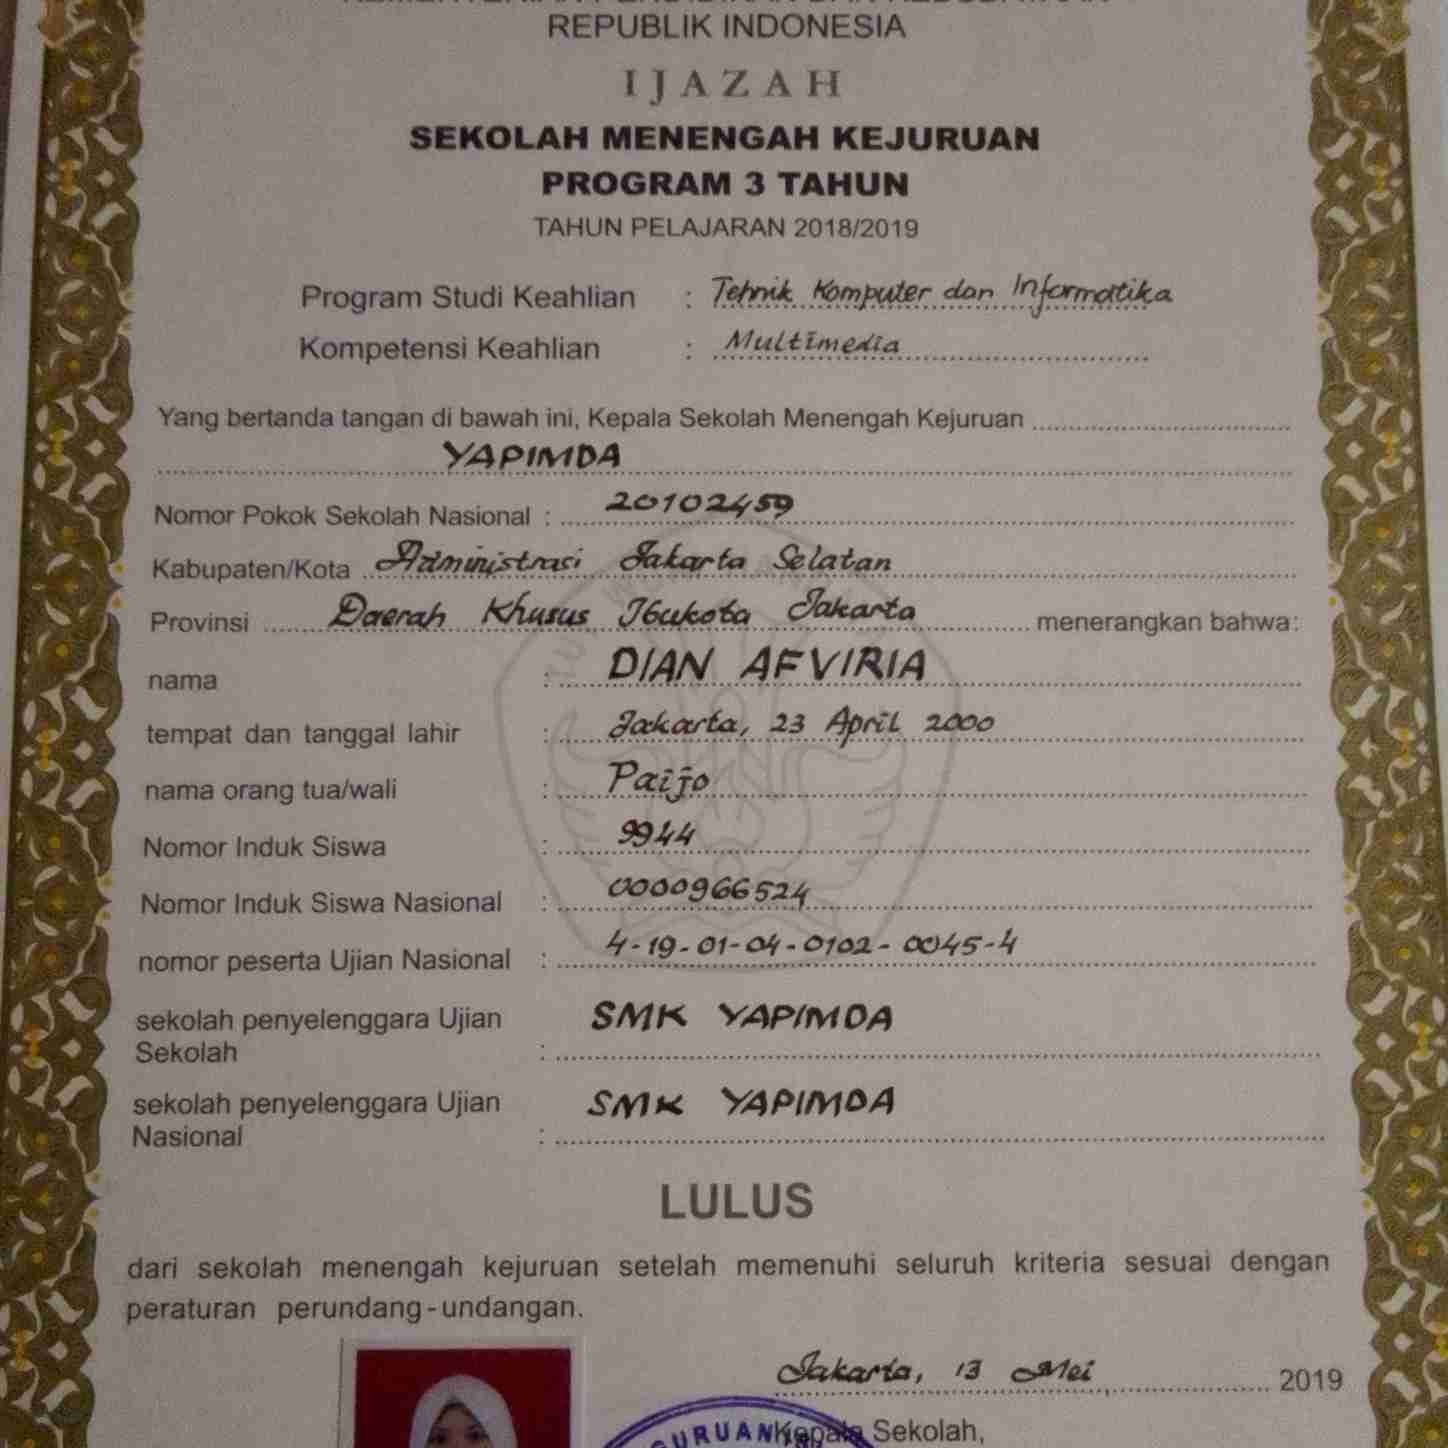 REPUBLIK INDONESIA
IJAZAH
SEKOLAH MENENGAH KEJURUAN
PROGRAM 3 TAHUN
TAHUN PELAJARAN 2018/2019
Program Studi Keahlian : Tehnik Komputer dan Informatika
Kompetensi Keahlian : Multimedia
Yang bertanda tangan di bawah ini, Kepala Sekolah Menengah Kejuruan
YAPIMDA
Nomor Pokok Sekolah Nasional : 20102459
Kabupaten/Kota Administrasi Jakarta Selatan
Provinsi Daerah Khusus Ibukota Jakarta menerangkan bahwa:
nama : DIAN AFVIRIA
tempat dan tanggal lahir : Jakarta, 23 April 2000
nama orang tua/wali : Paijo
Nomor Induk Siswa : 9944
Nomor Induk Siswa Nasional : 0000966524
nomor peserta Ujian Nasional : 4-19-01-04-0102-0045-4
sekolah penyelenggara Ujian SMK YAPIMDA
Sekolah :
sekolah penyelenggara Ujian SMK YAPIMDA
Nasional :
LULUS
dari sekolah menengah kejuruan setelah memenuhi seluruh kriteria sesuai dengan
peraturan perundang-undangan.
Jakarta, 13 Mei 2019
Kepala Sekolah,